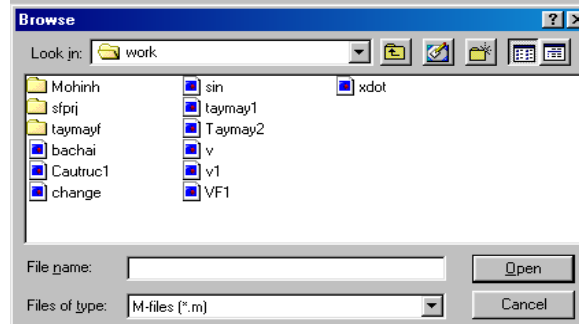 Browse
Look in: work
Mohinh sin xdot
sfprj taymay1
taymayf Taymay2
bachai v
Cautruc1 v1
change VF1
File name: Open
Files of type: M-files (*.m) Cancel